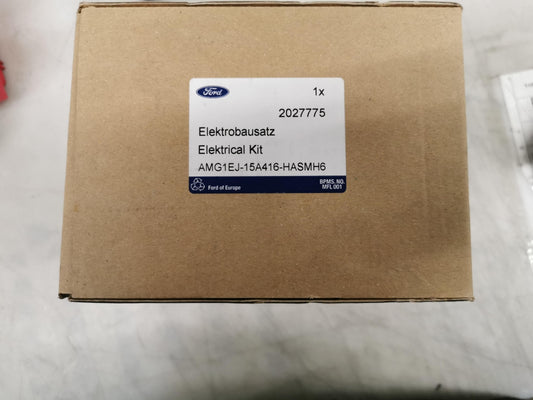 Ford
1x
2027775
Elektrobausatz
Electrical Kit
AMG1EJ-15A416-HASMH6
Ford of Europe
BPMS. NO.
MFL 001